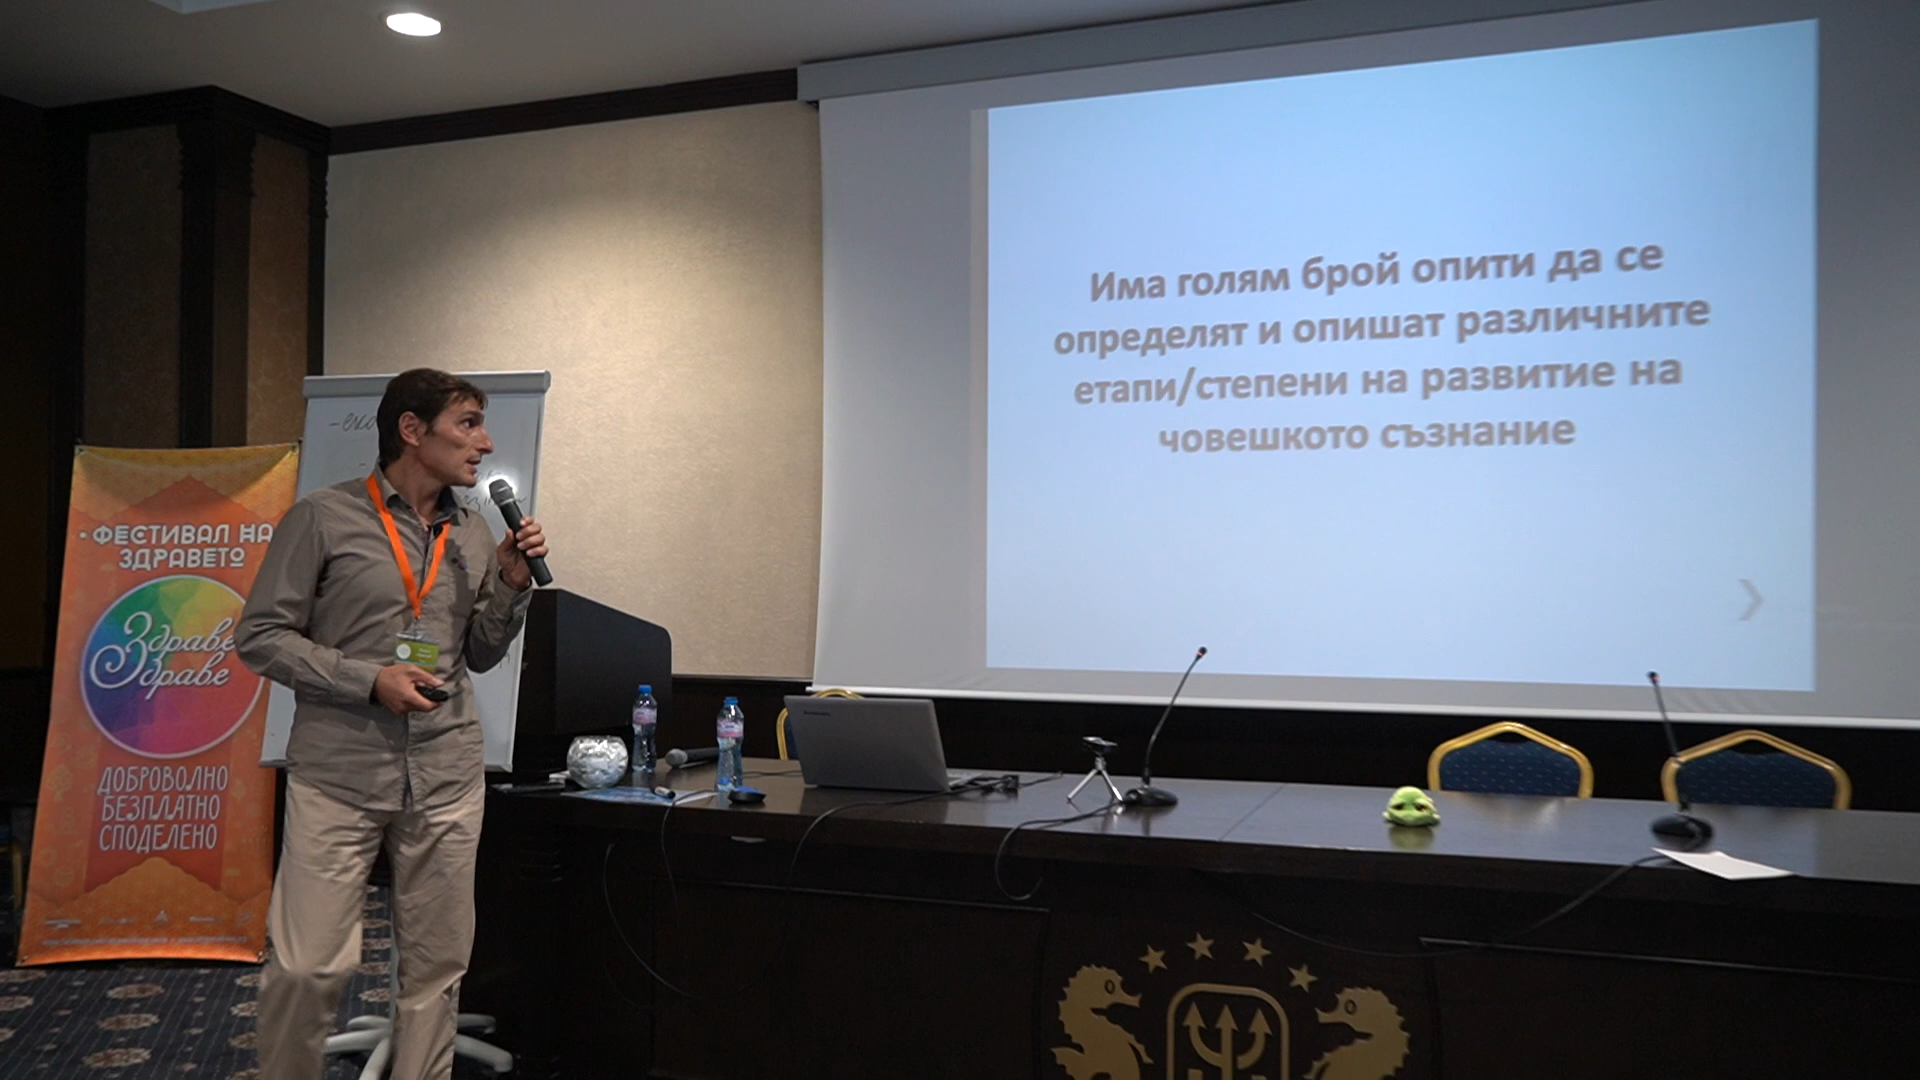 Има голям брой опити да се
определят и опишат различните
етапи/степени на развитие на
човешкото съзнание
• ФЕСТИВАЛ НА
ЗДРАВЕТО
Здравей
Здраве
ДОБРОВОЛНО
БЕЗПЛАТНО
СПОДЕЛЕНО